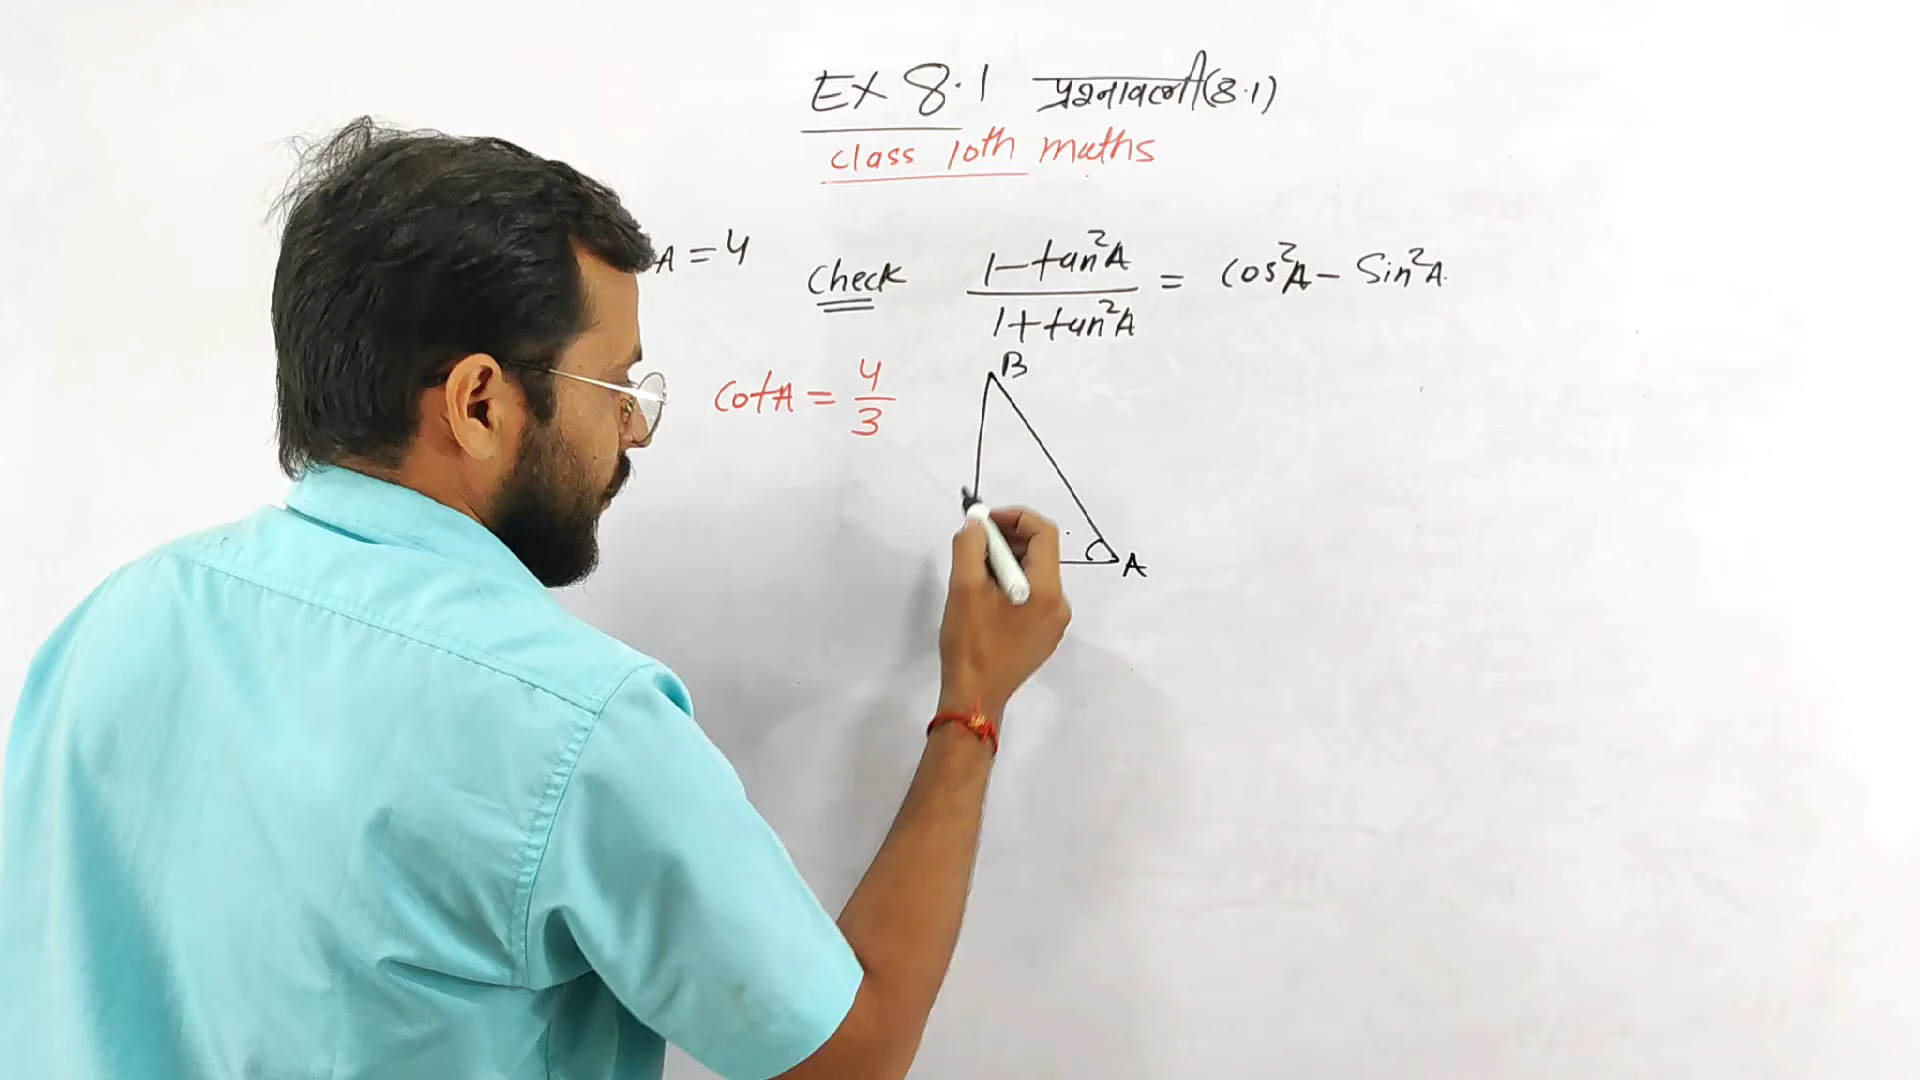 Ex 8.1 प्रश्नावली (8.1)
class 10th maths
A = 4 Check 1-tan²A / 1+tan²A = Cos²A - Sin²A.
CotA = 4/3
B
A